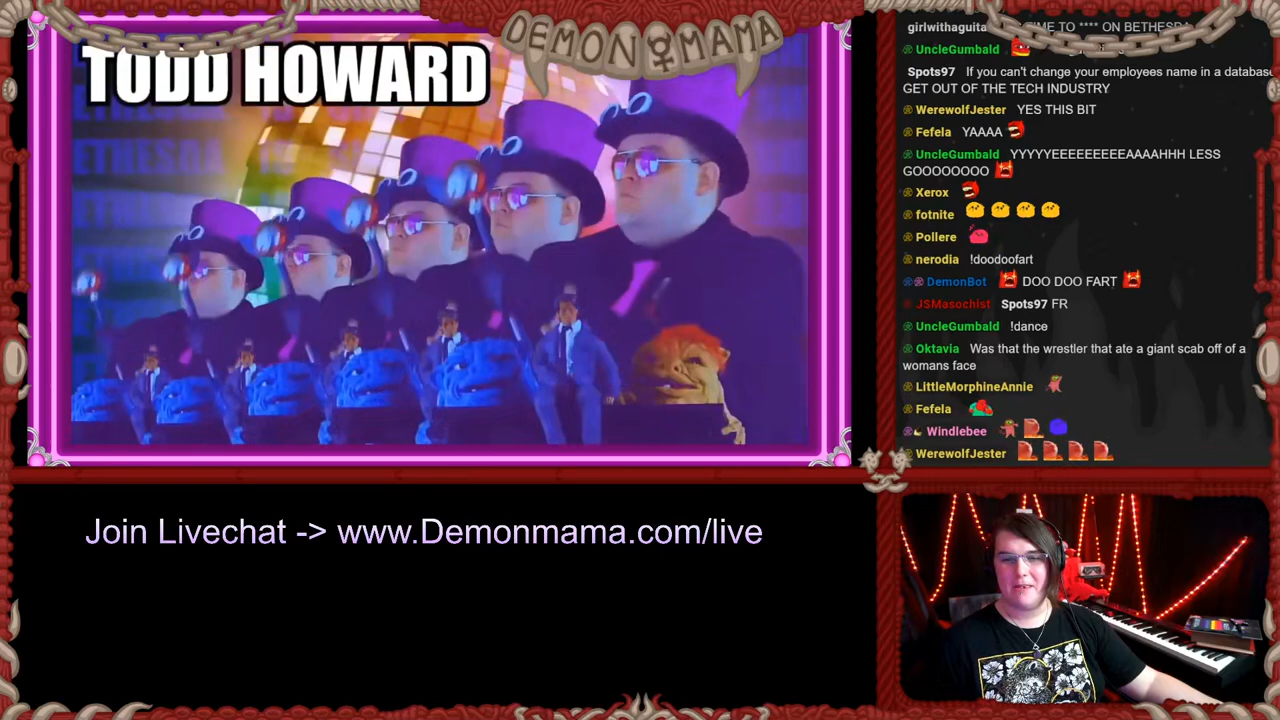 DEMON MAMA
TODD HOWARD
girlwithaguita
TIME TO **** ON BETHESDA
UncleGumbald
Spots97 If you can't change your employees name in a database
GET OUT OF THE TECH INDUSTRY
WerewolfJester YES THIS BIT
Fefela YAAAA
UncleGumbald YYYYYEEEEEEEEEAAAAHHH LESS
GOOOOOOOO
Xerox
fotnite
Pollere
nerodia !doodoofart
DemonBot DOO DOO FART
JSMasochist Spots97 FR
UncleGumbald !dance
Oktavia Was that the wrestler that ate a giant scab off of a
womans face
LittleMorphineAnnie
Fefela
Windlebee
WerewolfJester
Join Livechat -> www.Demonmama.com/live